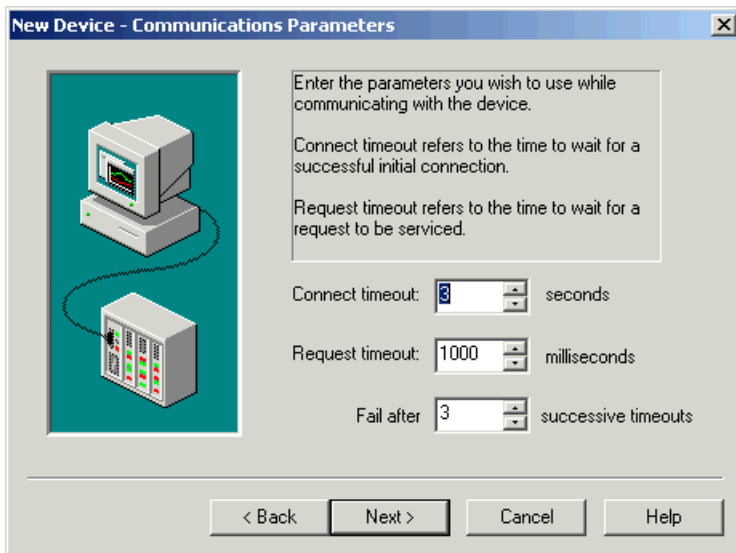 New Device - Communications Parameters
Enter the parameters you wish to use while
communicating with the device.
Connect timeout refers to the time to wait for a
successful initial connection.
Request timeout refers to the time to wait for a
request to be serviced.
Connect timeout: 3 seconds
Request timeout: 1000 milliseconds
Fail after 3 successive timeouts
< Back Next > Cancel Help